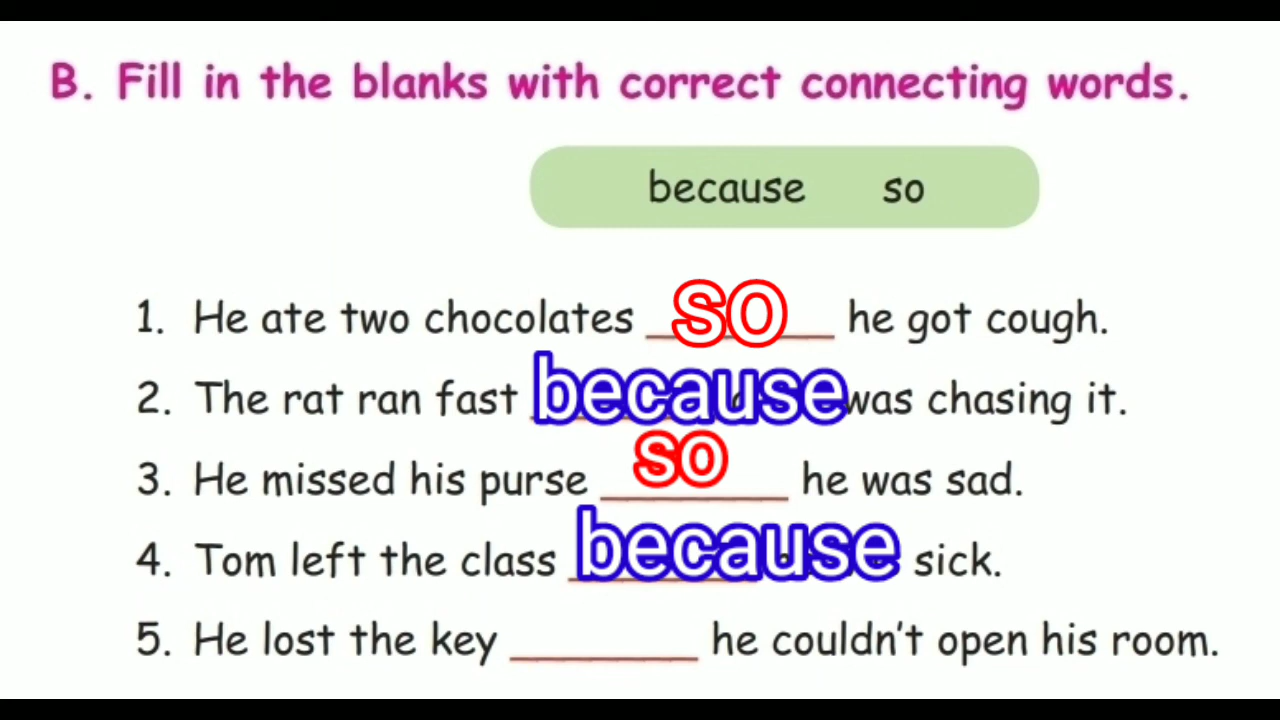 B. Fill in the blanks with correct connecting words.
because so
1. He ate two chocolates so he got cough.
2. The rat ran fast because was chasing it.
3. He missed his purse so he was sad.
4. Tom left the class because sick.
5. He lost the key ________ he couldn't open his room.